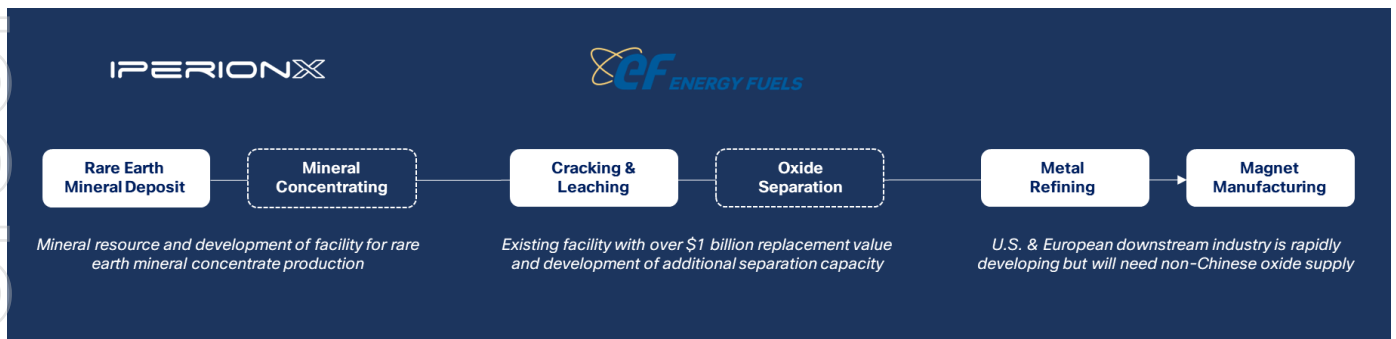 IPERIONX
eF ENERGY FUELS
Rare Earth
Mineral Deposit
Mineral
Concentrating
Cracking &
Leaching
Oxide
Separation
Metal
Refining
Magnet
Manufacturing
Mineral resource and development of facility for rare
earth mineral concentrate production
Existing facility with over $1 billion replacement value
and development of additional separation capacity
U.S. & European downstream industry is rapidly
developing but will need non-Chinese oxide supply